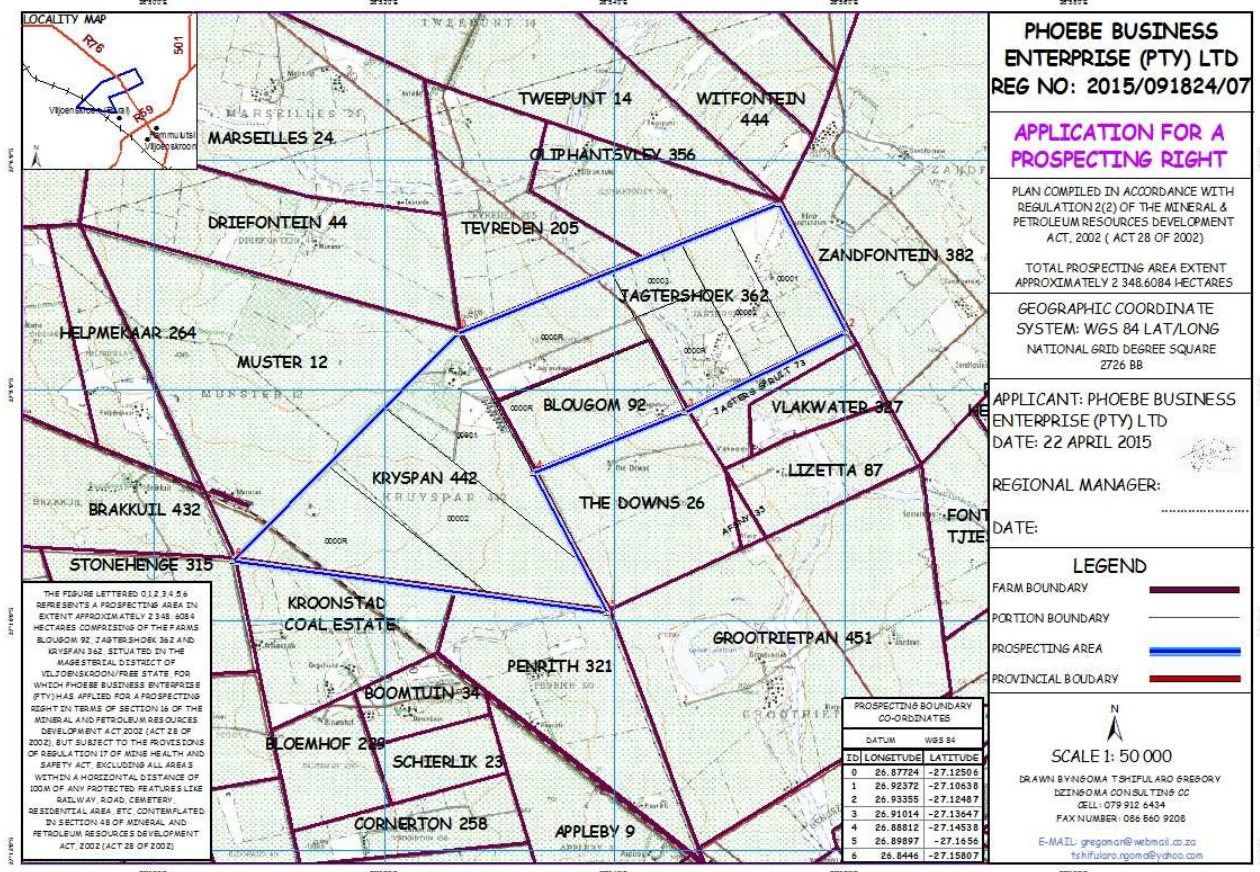 LOCALITY MAP
R76
501
R59
Viljoenskroon
TWEEPUNT 14
WITFONTEIN
444
MARSEILLES 24
OLIPHANTSVLEY 356
DRIEFONTEIN 44
TEVREDEN 205
ZANDFONTEIN 382
JAGTERSHOEK 362
00003
00001
0000R
0000R
HELPMEKAAR 264
MUSTER 12
MUNSTER 12
BLOUGOM 92
0000R
JAGTERS SPRUIT 73
VLAKWATER 327
00001
KRYSPAN 442
00002
0000R
LIZETTA 87
THE DOWNS 26
The Downs
BRAKKUIL 432
FONT
TJIE
STONEHENGE 315
KROONSTAD
COAL ESTATE
GROOTRIETPAN 451
PENRITH 321
BOOMTUIN 34
BLOEMHOF 229
SCHIERLIK 23
CORNERTON 258
APPLEBY 9
THE FIGURE LETTERED 0,1,2,3,4,5,6
REPRESENTS A PROSPECTING AREA IN
EXTENT APPROXIMATELY 2 348. 6084
HECTARES COMPRISING OF THE FARMS
BLOUGOM 92, JAGTERSHOEK 362 AND
KRYSPAN 362, SITUATED IN THE
MAGESTERIAL DISTRICT OF
VILJOENSKROON/FREE STATE, FOR
WHICH PHOEBE BUSINESS ENTERPRISE
(PTY) HAS APPLIED FOR A PROSPECTING
RIGHT IN TERMS OF SECTION 16 OF THE
MINERAL AND PETROLEUM RESOURCES
DEVELOPMENT ACT,2002 (ACT 28 OF
2002), BUT SUBJECT TO THE PROVISIONS
OF REGULATION 17 OF MINE HEALTH AND
SAFETY ACT, EXCLUDING ALL AREAS
WITHIN A HORIZONTAL DISTANCE OF
100M OF ANY PROTECTED FEATURES LIKE
RAILWAY, ROAD, CEMETERY,
RESIDENTIAL AREA, ETC, CONTEMPLATED
IN SECTION 48 OF MINERAL AND
PETROLEUM RESOURCES DEVELOPMENT
ACT, 2002 (ACT 28 OF 2002)
PROSPECTING BOUNDARY
CO-ORDINATES
DATUM WGS 84
ID LONGITUDE LATITUDE
0 26.87724 -27.12506
1 26.92372 -27.10638
2 26.93355 -27.12487
3 26.91014 -27.13647
4 26.88812 -27.14538
5 26.89897 -27.1656
6 26.8446 -27.15807
PHOEBE BUSINESS
ENTERPRISE (PTY) LTD
REG NO: 2015/091824/07
APPLICATION FOR A
PROSPECTING RIGHT
PLAN COMPILED IN ACCORDANCE WITH
REGULATION 2(2) OF THE MINERAL &
PETROLEUM RESOURCES DEVELOPMENT
ACT, 2002 ( ACT 28 OF 2002)
TOTAL PROSPECTING AREA EXTENT
APPROXIMATELY 2 348.6084 HECTARES
GEOGRAPHIC COORDINATE
SYSTEM: WGS 84 LAT/LONG
NATIONAL GRID DEGREE SQUARE
2726 BB
APPLICANT: PHOEBE BUSINESS
ENTERPRISE (PTY) LTD
DATE: 22 APRIL 2015
REGIONAL MANAGER:
DATE:
LEGEND
FARM BOUNDARY
PORTION BOUNDARY
PROSPECTING AREA
PROVINCIAL BOUDARY
N
SCALE 1: 50 000
DRAWN BY:NGOMA TSHIFULARO GREGORY
DZINGOMA CONSULTING CC
CELL : 079 912 6434
FAX NUMBER : 086 560 9208
E-MAIL: gregoman@webmail.co.za
tshifularo.ngoma@yahoo.com